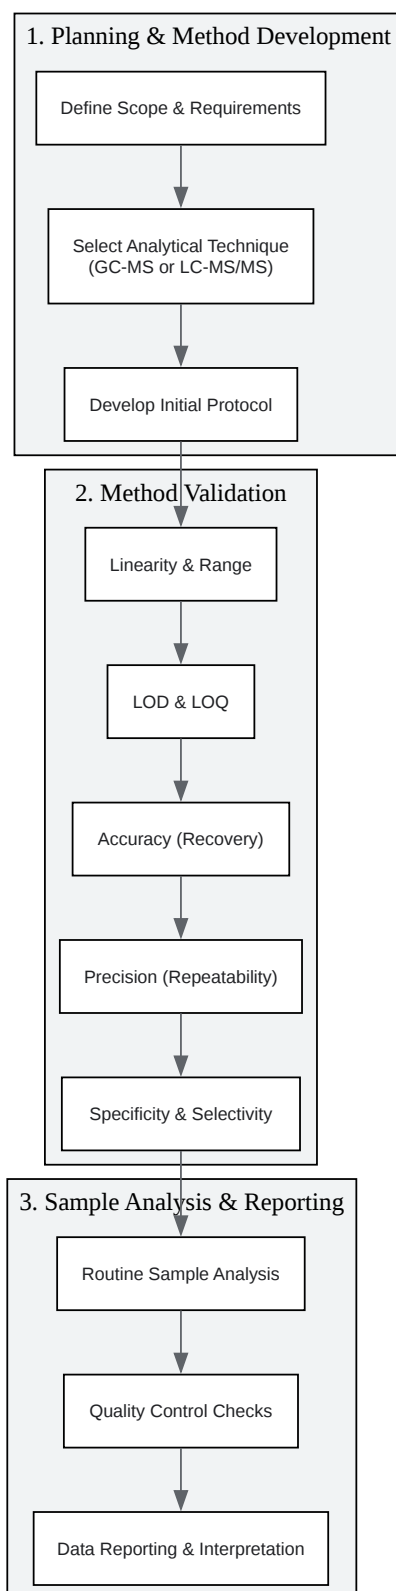 1. Planning & Method Development
Define Scope & Requirements
Select Analytical Technique
(GC-MS or LC-MS/MS)
Develop Initial Protocol
2. Method Validation
Linearity & Range
LOD & LOQ
Accuracy (Recovery)
Precision (Repeatability)
Specificity & Selectivity
3. Sample Analysis & Reporting
Routine Sample Analysis
Quality Control Checks
Data Reporting & Interpretation